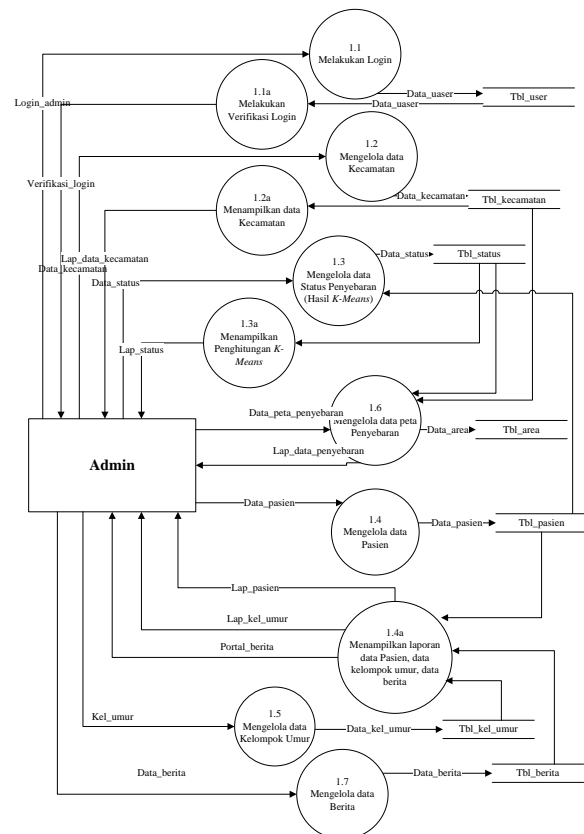 1.1
Melakukan Login
Login_admin
1.1a
Melakukan
Verifikasi Login
Data_uaser
Data_uaser
Tbl_user
1.2
Mengelola data
Kecamatan
Verifikasi_login
1.2a
Menampilkan data
Kecamatan
Data_kecamatan
Tbl_kecamatan
Lap_data_kecamatan
Data_kecamatan
Data_status
1.3
Mengelola data
Status Penyebaran
(Hasil K-Means)
Data_status
Tbl_status
1.3a
Menampilkan
Penghitungan K-
Means
Lap_status
Data_peta_penyebaran
1.6
Mengelola data peta
Penyebaran
Data_area
Tbl_area
Lap_data_penyebaran
Admin
Data_pasien
1.4
Mengelola data
Pasien
Data_pasien
Tbl_pasien
Lap_pasien
Lap_kel_umur
Portal_berita
1.4a
Menampilkan laporan
data Pasien, data
kelompok umur, data
berita
Kel_umur
1.5
Mengelola data
Kelompok Umur
Data_kel_umur
Tbl_kel_umur
Data_berita
1.7
Mengelola data
Berita
Data_berita
Tbl_berita